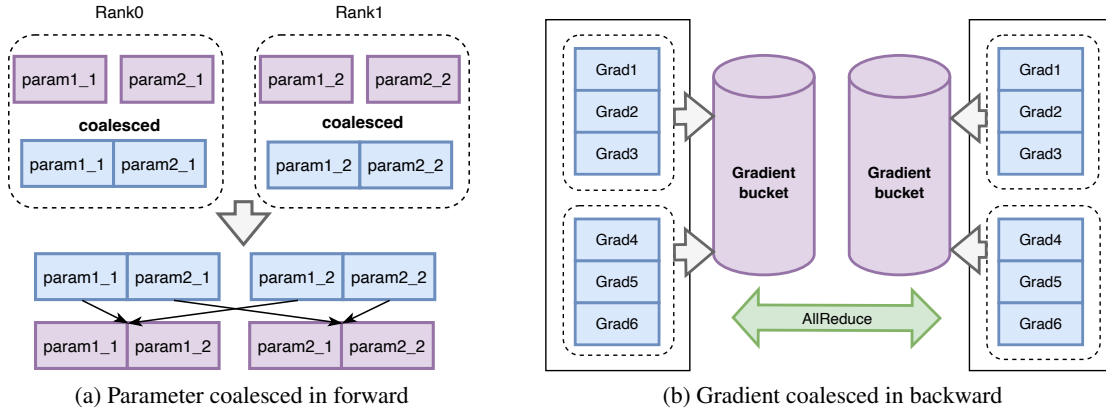 Rank0
Rank1
param1_1
param2_1
param1_2
param2_2
coalesced
coalesced
param1_1
param2_1
param1_2
param2_2
param1_1
param2_1
param1_2
param2_2
param1_1
param1_2
param2_1
param2_2
(a) Parameter coalesced in forward
Grad1
Grad2
Grad3
Grad4
Grad5
Grad6
Gradient
bucket
Gradient
bucket
AllReduce
Grad1
Grad2
Grad3
Grad4
Grad5
Grad6
(b) Gradient coalesced in backward